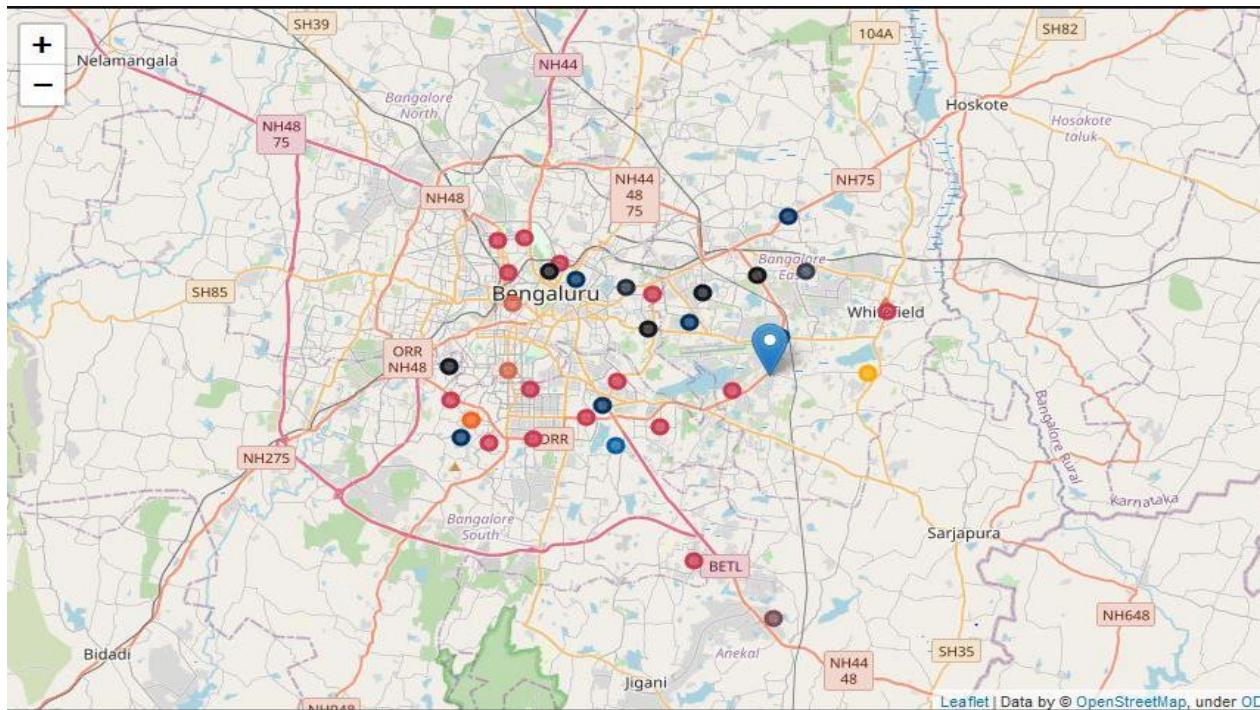 +
−
SH39
104A
SH82
Nelamangala
NH44
Bangalore
North
Hoskote
Hosakote
taluk
NH48
75
NH44
48
75
NH75
NH48
Bangalore
East
SH85
Bengaluru
Whitefield
ORR
NH48
ORR
NH275
Bangalore Rural
Karnataka
Bangalore
South
Sarjapura
BETL
NH648
Bidadi
Anekal
SH35
NH44
48
Jigani
NH948
Leaflet | Data by © OpenStreetMap, under OD